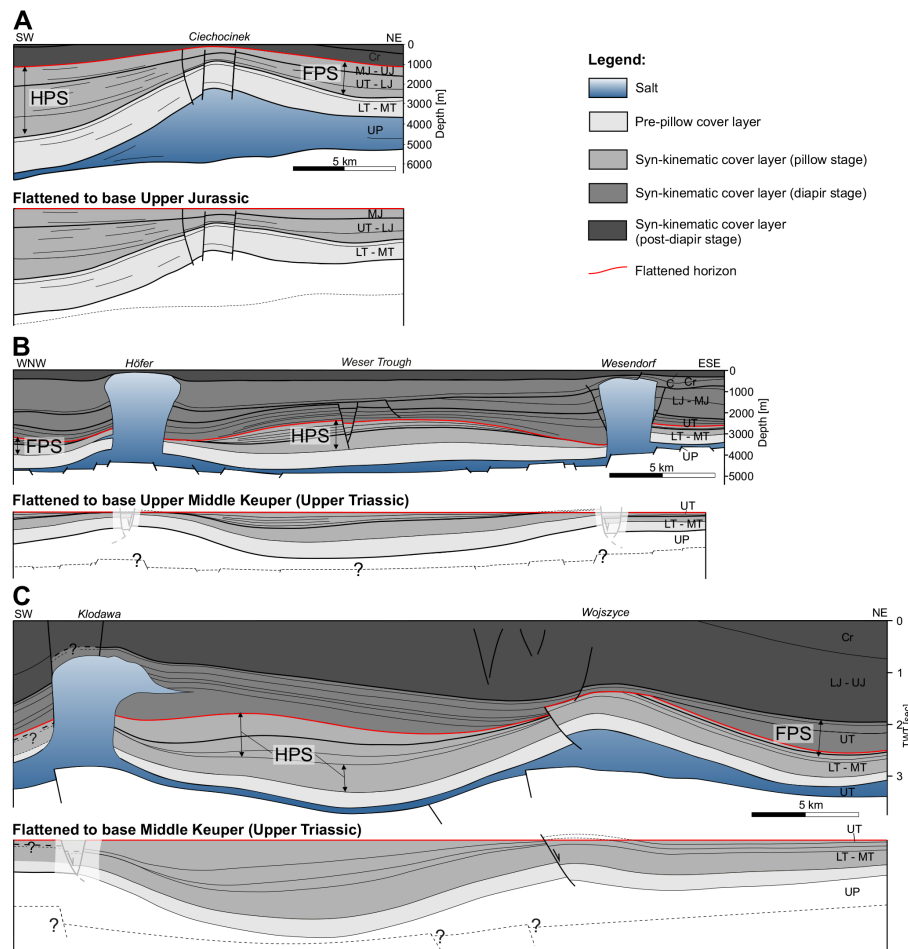 A
SW
Ciechocinek
NE
0
1000
2000
3000
4000
5000
6000
Depth [m]
Cr
MJ - UJ
UT - LJ
LT - MT
UP
HPS
FPS
5 km
Flattened to base Upper Jurassic
MJ
UT - LJ
LT - MT
Legend:
Salt
Pre-pillow cover layer
Syn-kinematic cover layer (pillow stage)
Syn-kinematic cover layer (diapir stage)
Syn-kinematic cover layer
(post-diapir stage)
Flattened horizon
B
WNW
Höfer
Weser Trough
Wesendorf
ESE
0
1000
2000
3000
4000
5000
Depth [m]
C
Cr
LJ - MJ
UT
LT - MT
UP
FPS
HPS
5 km
Flattened to base Upper Middle Keuper (Upper Triassic)
UT
LT - MT
UP
?
?
?
C
SW
Klodawa
Wojszyce
NE
0
1
2
3
TWT [sec]
Cr
LJ - UJ
UT
LT - MT
UT
?
?
HPS
FPS
5 km
Flattened to base Middle Keuper (Upper Triassic)
UT
LT - MT
UP
?
?
?
?